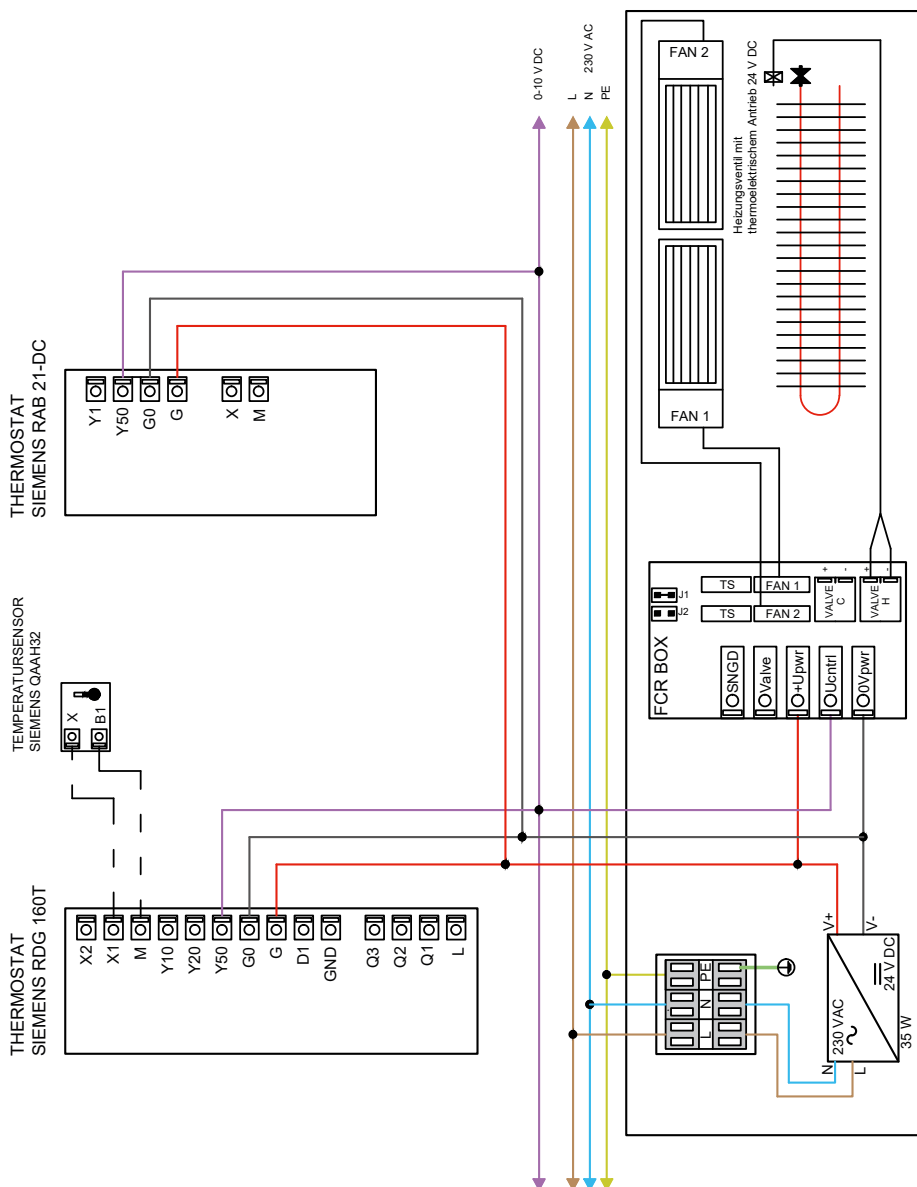 THERMOSTAT
SIEMENS RAB 21-DC
Y1
Y50
G0
G
X
M
TEMPERATURSENSOR
SIEMENS QAAH32
X
B1
THERMOSTAT
SIEMENS RDG 160T
X2
X1
M
Y10
Y20
Y50
G0
G
D1
GND
Q3
Q2
Q1
L
0-10 V DC
L
N
230 V AC
PE
FAN 2
FAN 1
Heizungsventil mit
thermoelektrischem Antrieb 24 V DC
FCR BOX
J1
J2
TS
FAN 1
TS
FAN 2
VALVE
C
+
-
VALVE
H
+
-
SNGD
Valve
+Upwr
Ucntrl
0Vpwr
L
N
PE
V+
V-
230 VAC
24 V DC
N
L
35 W